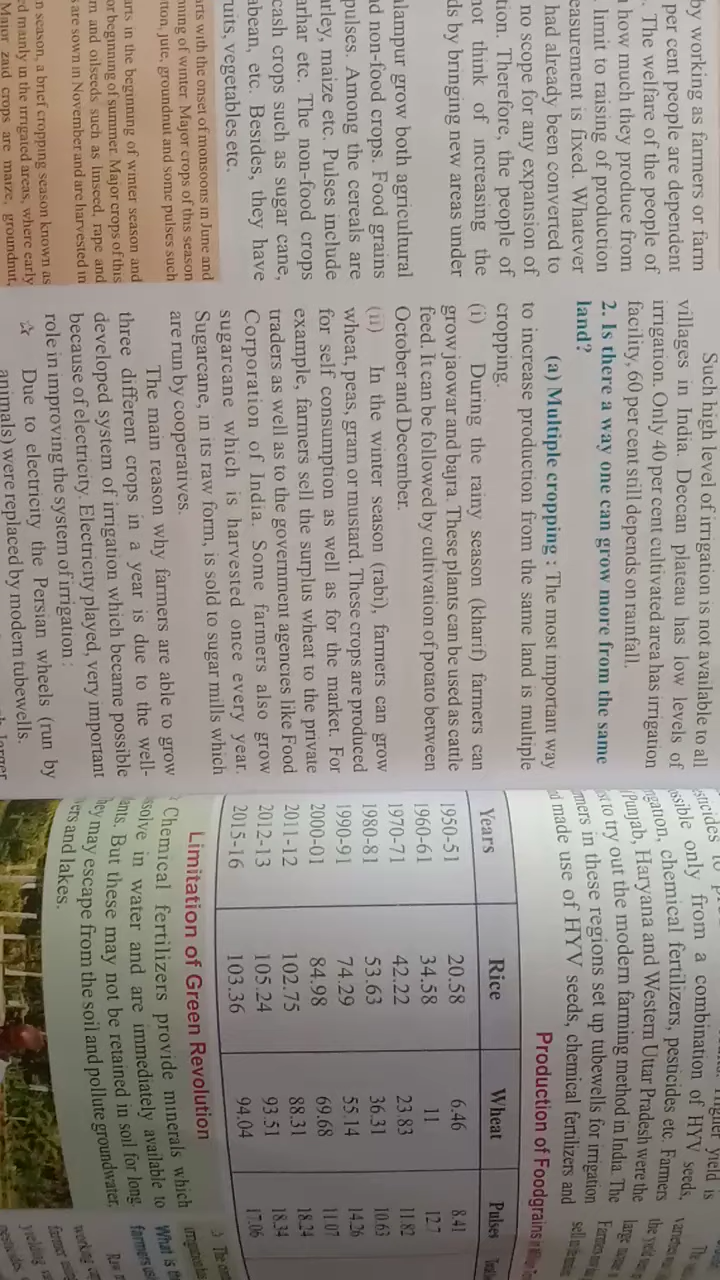 by working as farmers or farm
per cent people are dependent
. The welfare of the people of
how much they produce from
limit to raising of production
easurement is fixed. Whatever
had already been converted to
no scope for any expansion of
tion. Therefore, the people of
not think of increasing the
ds by bringing new areas under
alampur grow both agricultural
nd non-food crops. Food grains
pulses. Among the cereals are
rley, maize etc. Pulses include
arhar etc. The non-food crops
cash crops such as sugar cane,
abean, etc. Besides, they have
ruits, vegetables etc.
arts with the onset of monsoons in June and
nning of winter. Major crops of this season
tton, jute, groundnut and some pulses such
arts in the beginning of winter season and
or beginning of summer. Major crops of this
m and oilseeds such as linseed, rape and
s are sown in November and are harvested in
n season, a brief cropping season known as
ed mainly in the irrigated areas, where early
Major zaid crops are maize, groundnut,
Such high level of irrigation is not available to all
villages in India. Deccan plateau has low levels of
irrigation. Only 40 per cent cultivated area has irrigation
facility, 60 per cent still depends on rainfall.
2. Is there a way one can grow more from the same
land?
(a) Multiple cropping : The most important way
to increase production from the same land is multiple
cropping.
(i) During the rainy season (kharif) farmers can
grow jaowar and bajra. These plants can be used as cattle
feed. It can be followed by cultivation of potato between
October and December.
(ii) In the winter season (rabi), farmers can grow
wheat, peas, gram or mustard. These crops are produced
for self consumption as well as for the market. For
example, farmers sell the surplus wheat to the private
traders as well as to the government agencies like Food
Corporation of India. Some farmers also grow
sugarcane which is harvested once every year.
Sugarcane, in its raw form, is sold to sugar mills which
are run by cooperatives.
The main reason why farmers are able to grow
three different crops in a year is due to the well-
developed system of irrigation which became possible
because of electricity. Electricity played, very important
role in improving the system of irrigation :
☆ Due to electricity the Persian wheels (run by
animals) were replaced by modern tubewells.
larger
higher yield is
sticides to
ssible only from a combination of HYV seeds,
rigation, chemical fertilizers, pesticides etc. Farmers
Punjab, Haryana and Western Uttar Pradesh were the
st to try out the modern farming method in India. The
mers in these regions set up tubewells for irrigation
d made use of HYV seeds, chemical fertilizers and
Production of Foodgrains
Years Rice Wheat Pulses
1950-51 20.58 6.46 8.41
1960-61 34.58 11 12.7
1970-71 42.22 23.83 11.82
1980-81 53.63 36.31 10.63
1990-91 74.29 55.14 14.26
2000-01 84.98 69.68 11.07
2011-12 102.75 88.31 18.24
2012-13 105.24 93.51 18.34
2015-16 103.36 94.04 17.06
Limitation of Green Revolution
Chemical fertilizers provide minerals which
ssolve in water and are immediately available to
lants. But these may not be retained in soil for long.
hey may escape from the soil and pollute groundwater,
vers and lakes.
What is
farmers